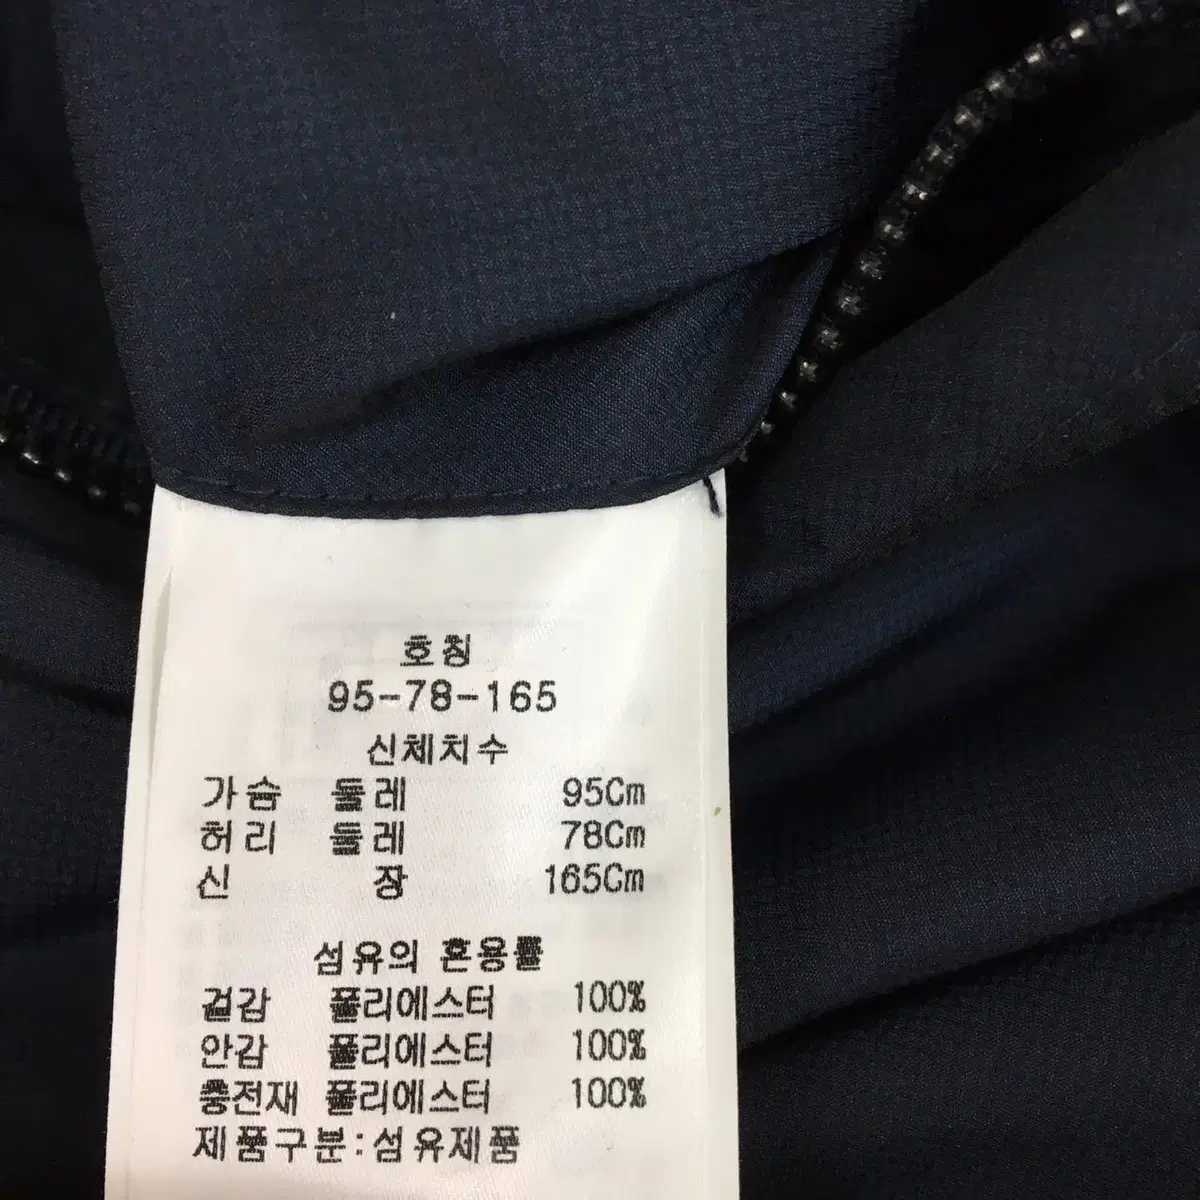 호칭
95-78-165
신체치수
가슴 둘레 95Cm
허리 둘레 78Cm
신 장 165Cm
섬유의 혼용률
겉감 폴리에스터 100%
안감 폴리에스터 100%
충전재 폴리에스터 100%
제품구분:섬유제품